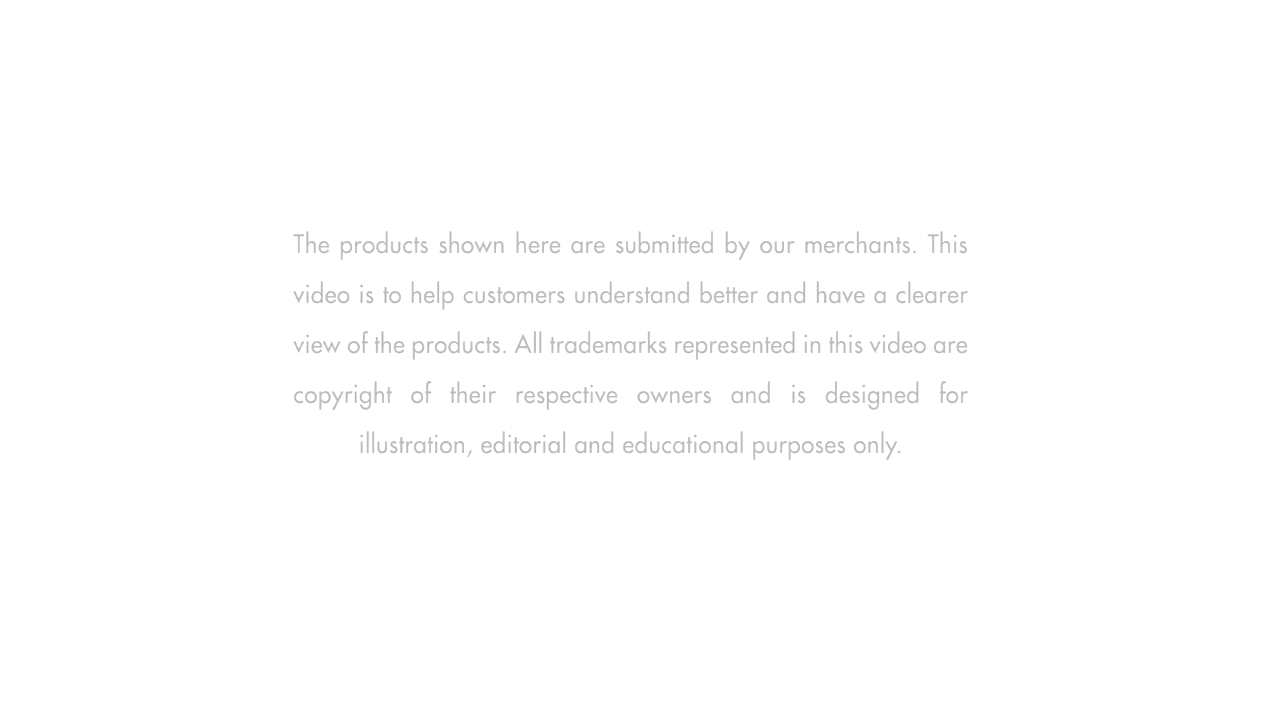 The products shown here are submitted by our merchants. This
video is to help customers understand better and have a clearer
view of the products. All trademarks represented in this video are
copyright of their respective owners and is designed for
illustration, editorial and educational purposes only.